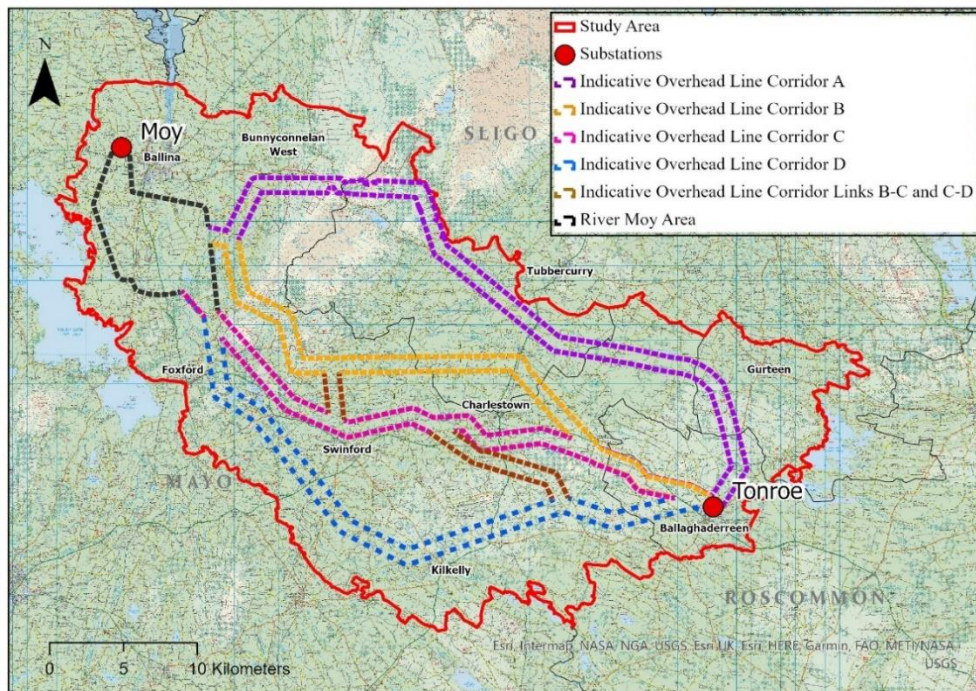 Study Area
Substations
Indicative Overhead Line Corridor A
Indicative Overhead Line Corridor B
Indicative Overhead Line Corridor C
Indicative Overhead Line Corridor D
Indicative Overhead Line Corridor Links B-C and C-D
River Moy Area
N
Moy
Ballina
Bunnyconnelan
West
SLIGO
Tubbercurry
Gurteen
Foxford
Charlestown
Swinford
MAYO
Tonroe
Ballaghaderreen
Kilkelly
ROSCOMMON
0 5 10 Kilometers
Esri, Intermap, NASA, NGA, USGS, Esri UK, Esri, HERE, Garmin, FAO, METI/NASA,
USGS